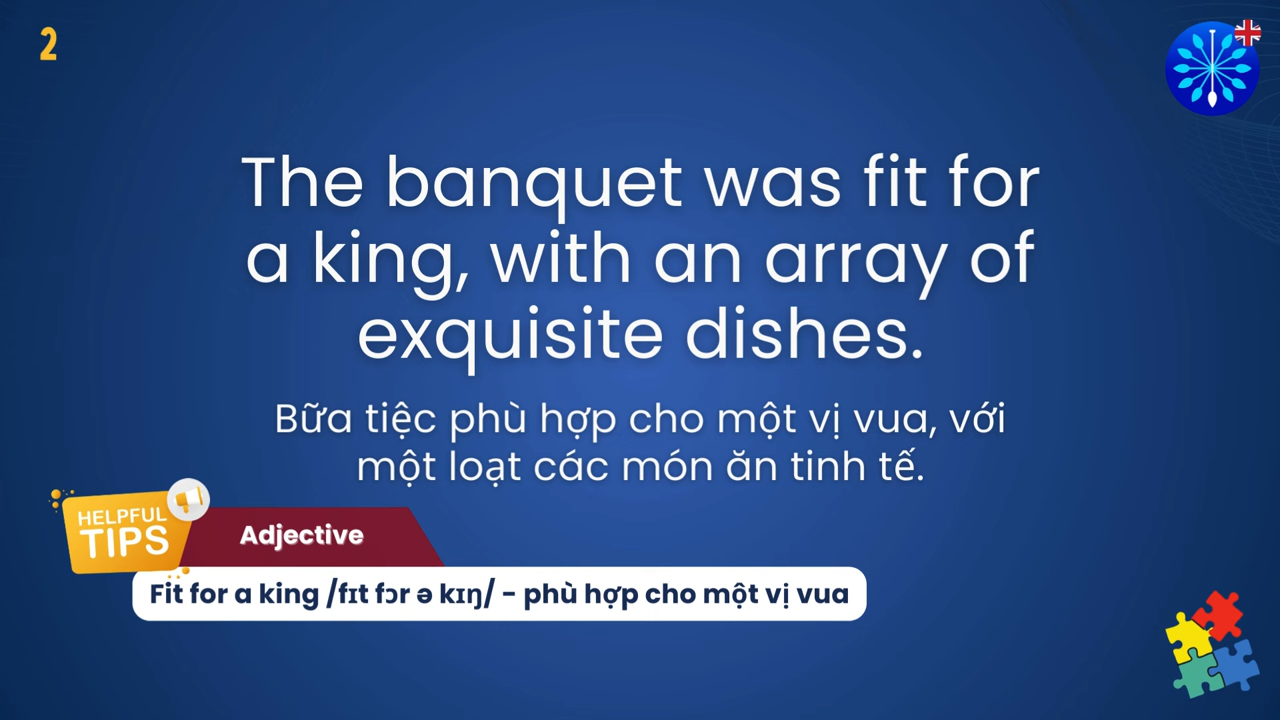 2
The banquet was fit for
a king, with an array of
exquisite dishes.
Bữa tiệc phù hợp cho một vị vua, với
một loạt các món ăn tinh tế.
HELPFUL
TIPS
Adjective
Fit for a king /fɪt fɔr ə kɪŋ/ - phù hợp cho một vị vua